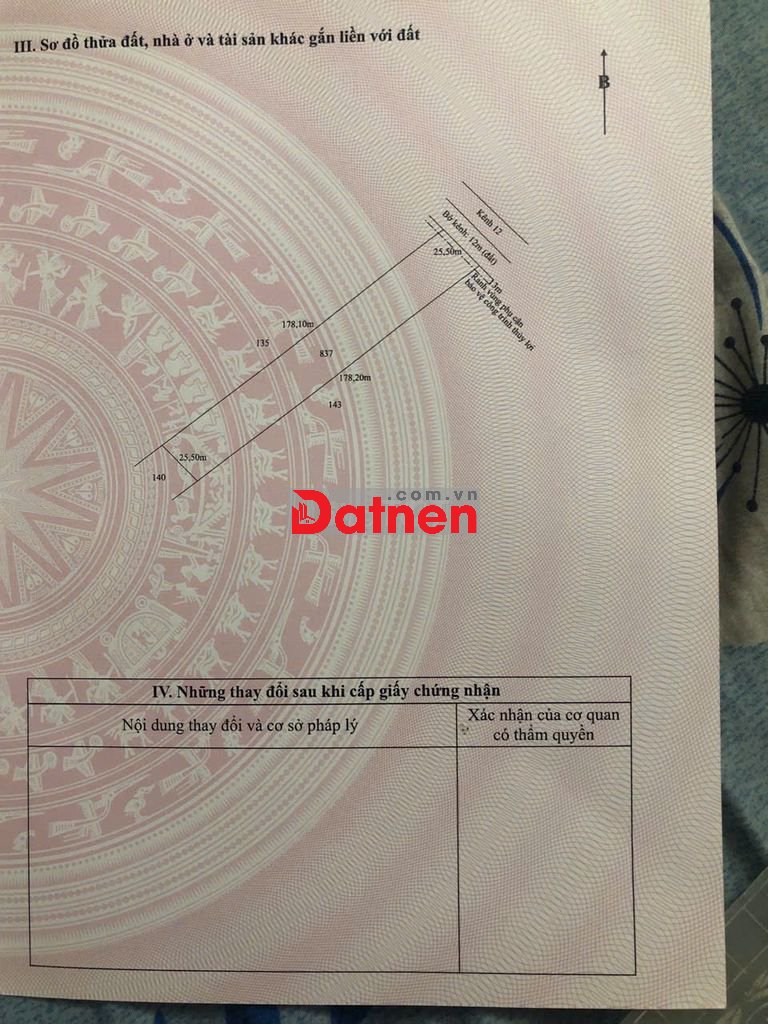 III. Sơ đồ thửa đất, nhà ở và tài sản khác gắn liền với đất
B
Kênh 12
Bờ kênh: 12m (đất)
25,50m
13m
Ranh vùng phụ cận
bảo vệ công trình thủy lợi
178,10m
135
837
178,20m
143
25,50m
140
.com.vn
Datnen
IV. Những thay đổi sau khi cấp giấy chứng nhận
Nội dung thay đổi và cơ sở pháp lý
Xác nhận của cơ quan
có thẩm quyền